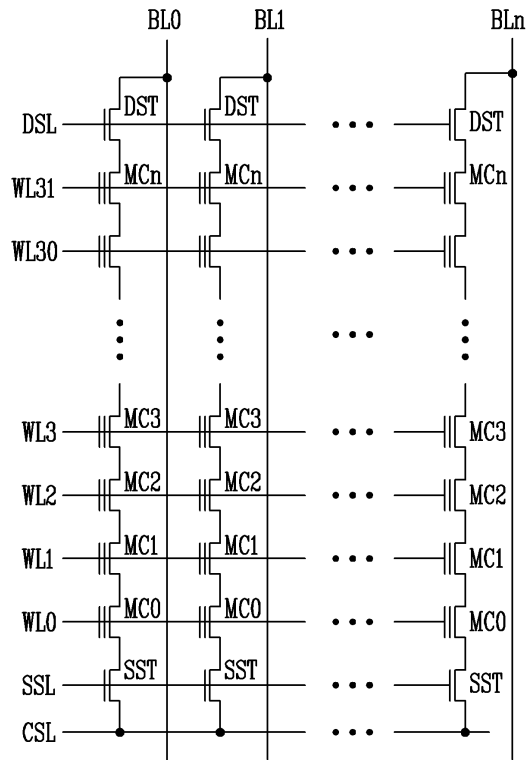 BL0 BL1 BLn
DSL DST DST DST
WL31 MCn MCn MCn
WL30
WL3 MC3 MC3 MC3
WL2 MC2 MC2 MC2
WL1 MC1 MC1 MC1
WL0 MC0 MC0 MC0
SSL SST SST SST
CSL